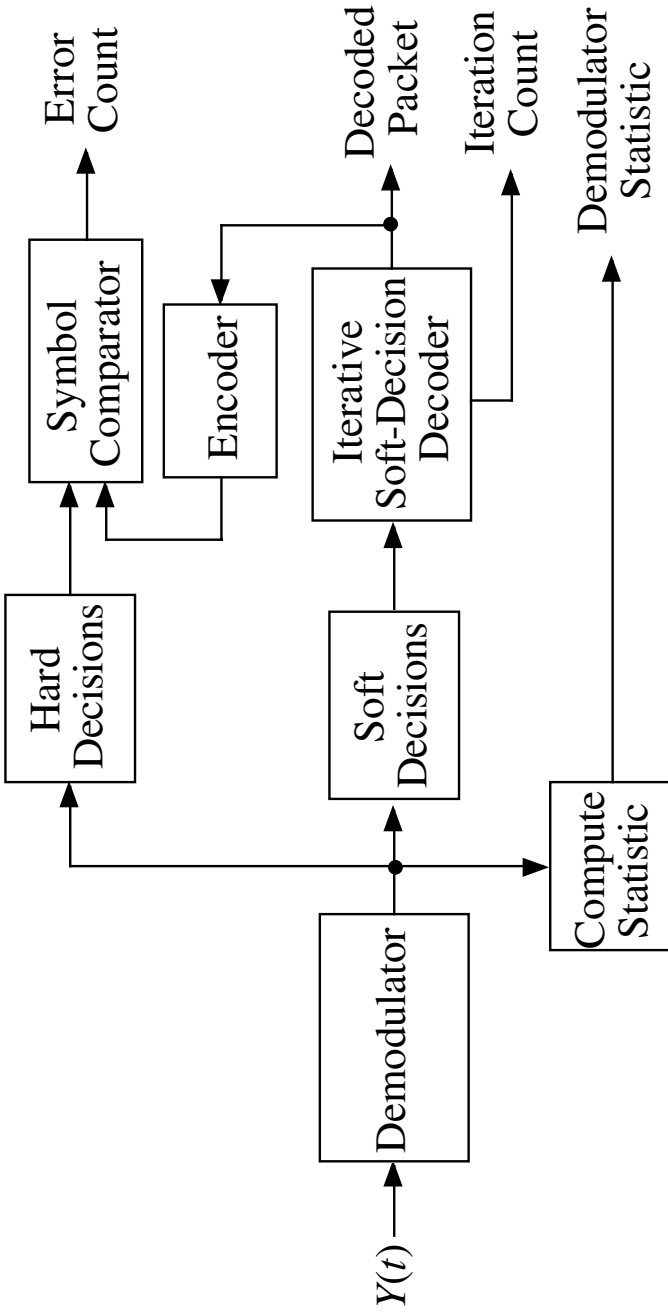 Y(t)
Demodulator
Hard
Decisions
Symbol
Comparator
Error
Count
Encoder
Soft
Decisions
Iterative
Soft-Decision
Decoder
Decoded
Packet
Iteration
Count
Compute
Statistic
Demodulator
Statistic